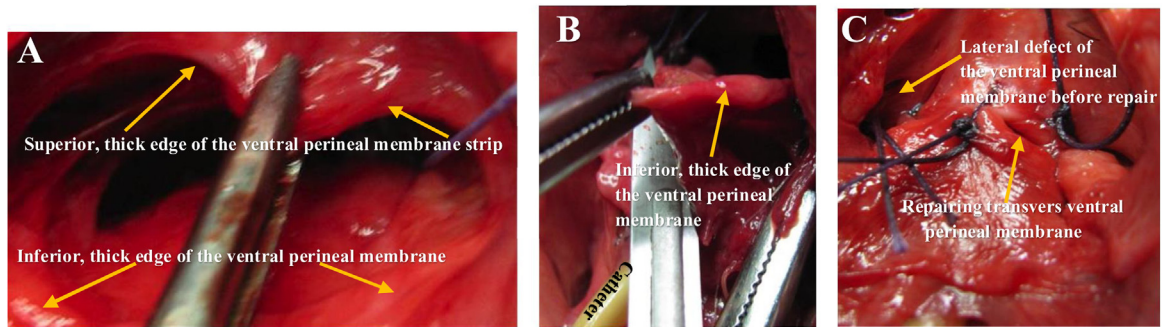 A
Superior, thick edge of the ventral perineal membrane strip
Inferior, thick edge of the ventral perineal membrane
B
Inferior, thick edge of
the ventral perineal
membrane
Catheter
C
Lateral defect of
the ventral perineal
membrane before repair
Repairing transvers ventral
perineal membrane